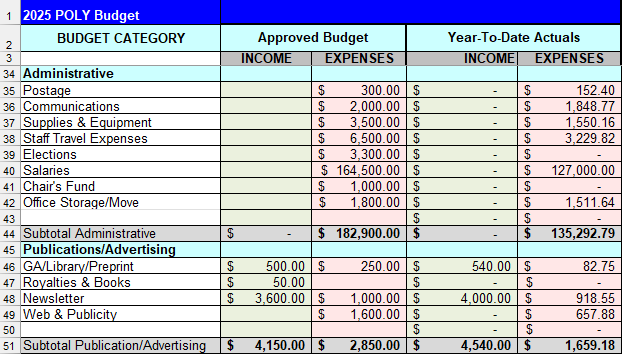 1 2025 POLY Budget
2 BUDGET CATEGORY Approved Budget Year-To-Date Actuals
3 INCOME EXPENSES INCOME EXPENSES
34 Administrative
35 Postage $ 300.00 $ - $ 152.40
36 Communications $ 2,000.00 $ - $ 1,848.77
37 Supplies & Equipment $ 3,500.00 $ - $ 1,550.16
38 Staff Travel Expenses $ 6,500.00 $ - $ 3,229.82
39 Elections $ 3,300.00 $ - $ -
40 Salaries $ 164,500.00 $ - $ 127,000.00
41 Chair's Fund $ 1,000.00 $ - $ -
42 Office Storage/Move $ 1,800.00 $ - $ 1,511.64
43 $ - $ -
44 Subtotal Administrative $ - $ 182,900.00 $ - $ 135,292.79
45 Publications/Advertising
46 GA/Library/Preprint $ 500.00 $ 250.00 $ 540.00 $ 82.75
47 Royalties & Books $ 50.00 $ - $ -
48 Newsletter $ 3,600.00 $ 1,000.00 $ 4,000.00 $ 918.55
49 Web & Publicity $ 1,600.00 $ - $ 657.88
50 $ - $ -
51 Subtotal Publication/Advertising $ 4,150.00 $ 2,850.00 $ 4,540.00 $ 1,659.18